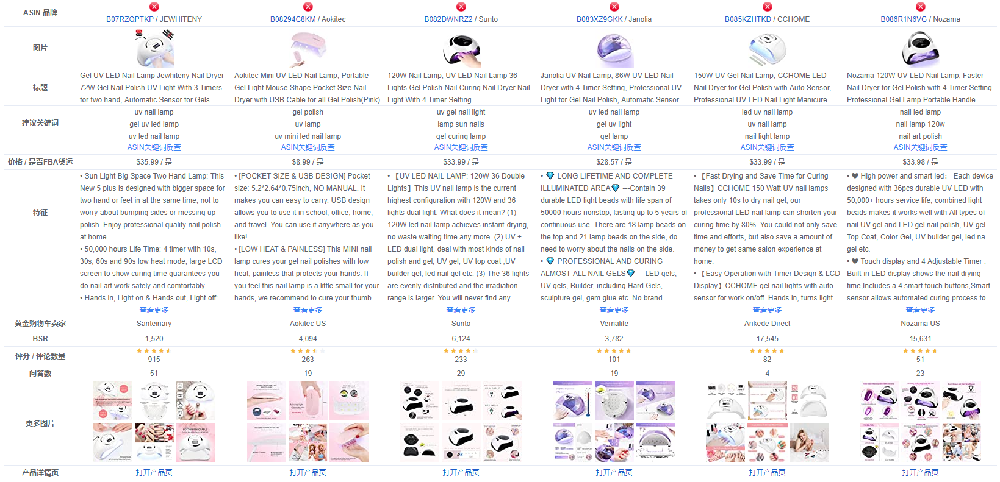 ASIN 品牌
B07RZQPTKP / JEWHITENY
B08294C8KM / Aokitec
B082DWNRZ2 / Sunto
B083XZ9GKK / Janolia
B085KZHTKD / CCHOME
B086R1N6VG / Nozama
图片
标题
Gel UV LED Nail Lamp Jewhiteny Nail Dryer
72W Gel Nail Polish UV Light With 3 Timers
for two hand, Automatic Sensor for Gels…
Aokitec Mini UV LED Nail Lamp, Portable
Gel Light Mouse Shape Pocket Size Nail
Dryer with USB Cable for all Gel Polish(Pink)
120W Nail Lamp, UV LED Nail Lamp 36
Lights Gel Polish Nail Curing Nail Dryer Nail
Light With 4 Timer Setting
Janolia UV Nail Lamp, 86W UV LED Nail
Dryer with 4 Timer Setting, Professional UV
Light for Gel Nail Polish, Automatic Sensor…
150W UV Gel Nail Lamp, CCHOME LED
Nail Dryer for Gel Polish with Auto Sensor,
Professional UV LED Nail Light Manicure…
Nozama 120W UV LED Nail Lamp, Faster
Nail Dryer for Gel Polish with 4 Timer Setting
Professional Gel Lamp Portable Handle…
建议关键词
uv nail lamp
gel uv led lamp
uv led nail lamp
ASIN关键词反查
gel polish
uv lamp
uv mini led nail lamp
ASIN关键词反查
uv gel nail light
lamp sun nails
gel curing lamp
ASIN关键词反查
uv led nail lamp
gel uv light
gel lamp
ASIN关键词反查
led uv nail lamp
uv nail lamp
nail light lamp
ASIN关键词反查
nail led lamp
nail lamp 120w
nail art polish
ASIN关键词反查
价格 / 是否FBA货运
$35.99 / 是
$8.99 / 是
$33.99 / 是
$28.57 / 是
$33.99 / 是
$33.98 / 是
特征
• Sun Light Big Space Two Hand Lamp: This
New 5 plus is designed with bigger space for
two hand or feet in at the same time, not to
worry about bumping sides or messing up
polish. Enjoy professional quality nail polish
at home.…
• 50,000 hours Life Time: 4 timer with 10s,
30s, 60s and 90s low heat mode, large LCD
screen to show curing time guarantees you
do nail art work safely and comfortably.
• Hands in, Light on & Hands out, Light off:
查看更多
• [POCKET SIZE & USB DESIGN] Pocket
size: 5.2*2.64*0.75inch, NO MANUAL. It
makes you can easy to carry. USB design
allows you to use it in school, office, home,
and travel. You can use it anywhere as you
like!…
• [LOW HEAT & PAINLESS] This MINI nail
lamp cures your gel nail polishes with low
heat, painless that protects your hands. If
you feel this nail lamp is a little small for your
hands, we recommend to cure your thumb
查看更多
• 【UV LED NAIL LAMP: 120W 36 Double
Lights】This UV nail lamp is the current
highest configuration with 120W and 36
lights dual light. What does it mean? (1)
120W led nail lamp achieves instant-drying,
no waste waiting time any more. (2) UV +…
LED dual light, deal with most kinds of nail
polish and gel, UV gel, UV top coat ,UV
builder gel, led nail gel etc. (3) The 36 lights
are evenly distributed and the irradiation
range is larger. You will never find any
查看更多
• 💎 LONG LIFETIME AND COMPLETE
ILLUMINATED AREA💎 ---Contain 39
durable LED light beads with life span of
50000 hours nonstop, lasting up to 5 years of
continuous use. There are 18 lamp beads on
the top and 21 lamp beads on the side, do…
need to worry about the nails on the side.
• 💎 PROFESSIONAL AND CURING
ALMOST ALL NAIL GELS💎 ---LED gels,
UV gels, Builder, including Hard Gels,
sculpture gel, gem glue etc..No brand
查看更多
• 【Fast Drying and Save Time for Curing
Nails】CCHOME 150 Watt UV nail lamps
takes only 10s to dry nail gel, our
professional LED nail lamp can shorten your
curing time by 80%. You could not only save
time and efforts, but also save a amount of…
money to get same salon experience at
home.
• 【Easy Operation with Timer Design & LCD
Display】CCHOME gel nail lights with auto-
sensor for work on/off. Hands in, turns light
查看更多
• ❤ High power and smart led： Each device
designed with 36pcs durable UV LED with
50,000+ hours service life, combined light
beads makes it works well with All types of
nail UV gel and LED gel nail polish, UV gel
Top Coat, Color Gel, UV builder gel, led na…
gel etc.
• ❤ Touch display and 4 Adjustable Timer :
Built-in LED display shows the nail drying
time,Includes a 4 smart touch buttons,Smart
sensor allows automated curing process to
查看更多
黄金购物车卖家
Santeinary
Aokitec US
Sunto
Vernalife
Ankede Direct
Nozama US
BSR
1,520
4,094
6,124
3,782
17,545
15,631
评分 / 评论数量
915
263
233
101
82
51
问答数
51
19
29
19
4
23
更多图片
产品详情页
打开产品页
打开产品页
打开产品页
打开产品页
打开产品页
打开产品页